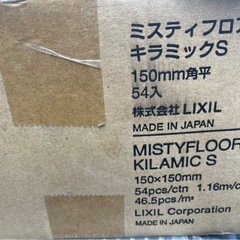 ミスティフロア
キラミックS
150mm角平
54入
株式会社LIXIL
MADE IN JAPAN
MISTYFLOOR
KILAMIC S
150×150mm
54pcs/ctn 1.16m²/
46.5pcs/m²
LIXIL Corporation
MADE IN JAPAN